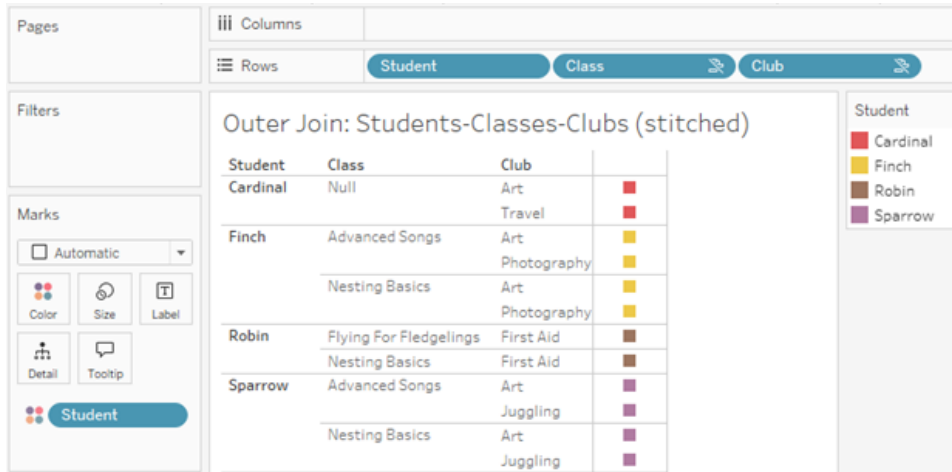 Pages
Columns
Rows
Student
Class
Club
Filters
Outer Join: Students-Classes-Clubs (stitched)
Student Class Club
Cardinal Null Art
Travel
Finch Advanced Songs Art
Photography
Nesting Basics Art
Photography
Robin Flying For Fledgelings First Aid
Nesting Basics First Aid
Sparrow Advanced Songs Art
Juggling
Nesting Basics Art
Juggling
Student
Cardinal
Finch
Robin
Sparrow
Marks
Automatic
Color Size Label
Detail Tooltip
Student